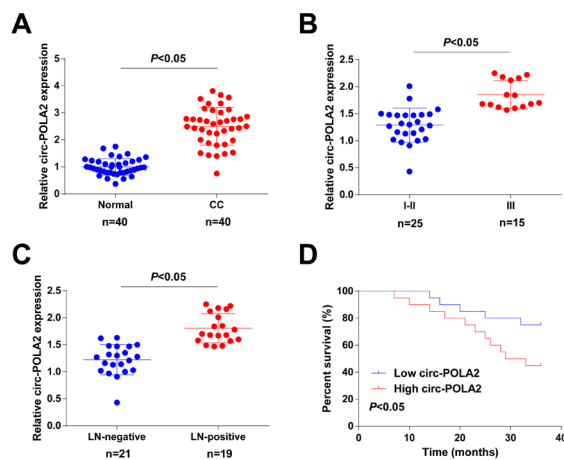 A
P<0.05
Relative circ-POLA2 expression
5
4
3
2
1
0
Normal
CC
n=40
n=40
B
P<0.05
Relative circ-POLA2 expression
2.5
2.0
1.5
1.0
0.5
0.0
I-II
III
n=25
n=15
C
P<0.05
Relative circ-POLA2 expression
2.5
2.0
1.5
1.0
0.5
0.0
LN-negative
LN-positive
n=21
n=19
D
Percent survival (%)
100
80
60
40
20
0
Low circ-POLA2
High circ-POLA2
P<0.05
0
10
20
30
40
Time (months)